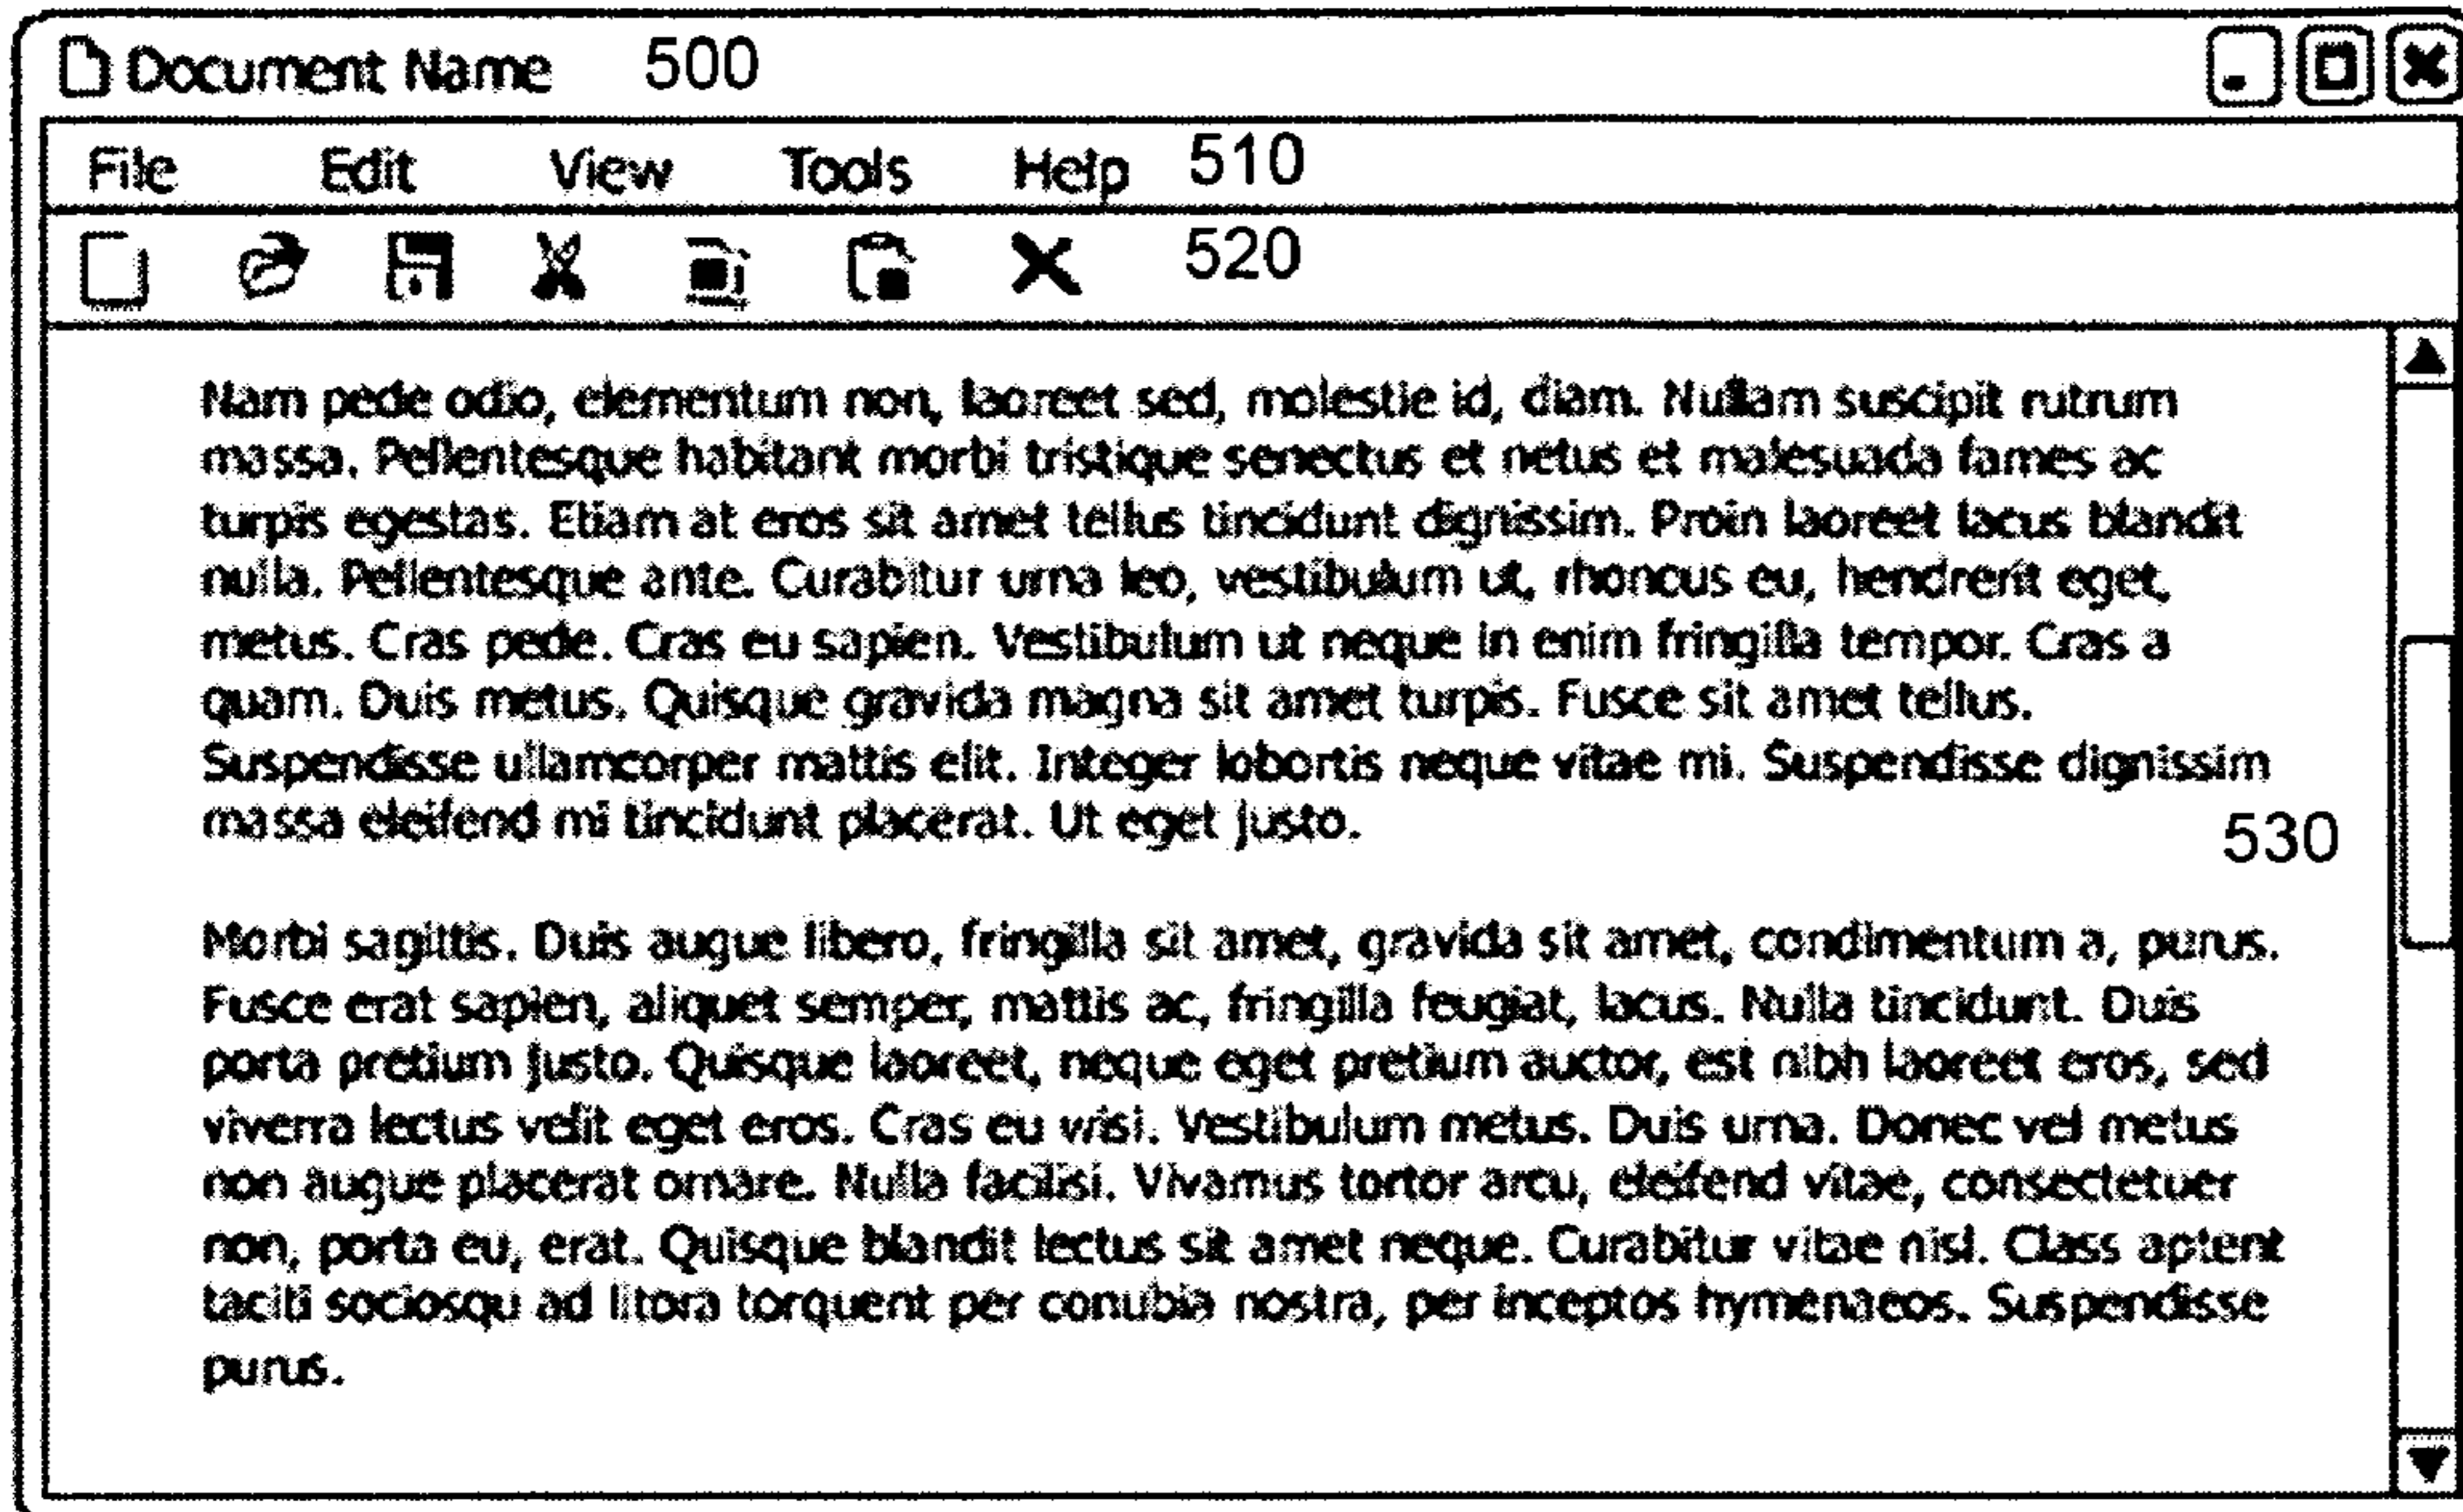 Document Name 500
File Edit View Tools Help 510
520
Nam pede odio, elementum non, laoreet sed, molestie id, diam. Nullam suscipit rutrum
massa. Pellentesque habitant morbi tristique senectus et netus et malesuada fames ac
turpis egestas. Etiam at eros sit amet tellus tincidunt dignissim. Proin laoreet lacus blandit
nulla. Pellentesque ante. Curabitur urna leo, vestibulum ut, rhoncus eu, hendrerit eget,
metus. Cras pede. Cras eu sapien. Vestibulum ut neque in enim fringilla tempor. Cras a
quam. Duis metus. Quisque gravida magna sit amet turpis. Fusce sit amet tellus.
Suspendisse ullamcorper mattis elit. Integer lobortis neque vitae mi. Suspendisse dignissim
massa eleifend mi tincidunt placerat. Ut eget justo.
530
Morbi sagittis. Duis augue libero, fringilla sit amet, gravida sit amet, condimentum a, purus.
Fusce erat sapien, aliquet semper, mattis ac, fringilla feugiat, lacus. Nulla tincidunt. Duis
porta pretium justo. Quisque laoreet, neque eget pretium auctor, est nibh laoreet eros, sed
viverra lectus velit eget eros. Cras eu wisi. Vestibulum metus. Duis urna. Donec vel metus
non augue placerat ornare. Nulla facilisi. Vivamus tortor arcu, eleifend vitae, consectetuer
non, porta eu, erat. Quisque blandit lectus sit amet neque. Curabitur vitae nisl. Class aptent
taciti sociosqu ad litora torquent per conubia nostra, per inceptos hymenaeos. Suspendisse
purus.